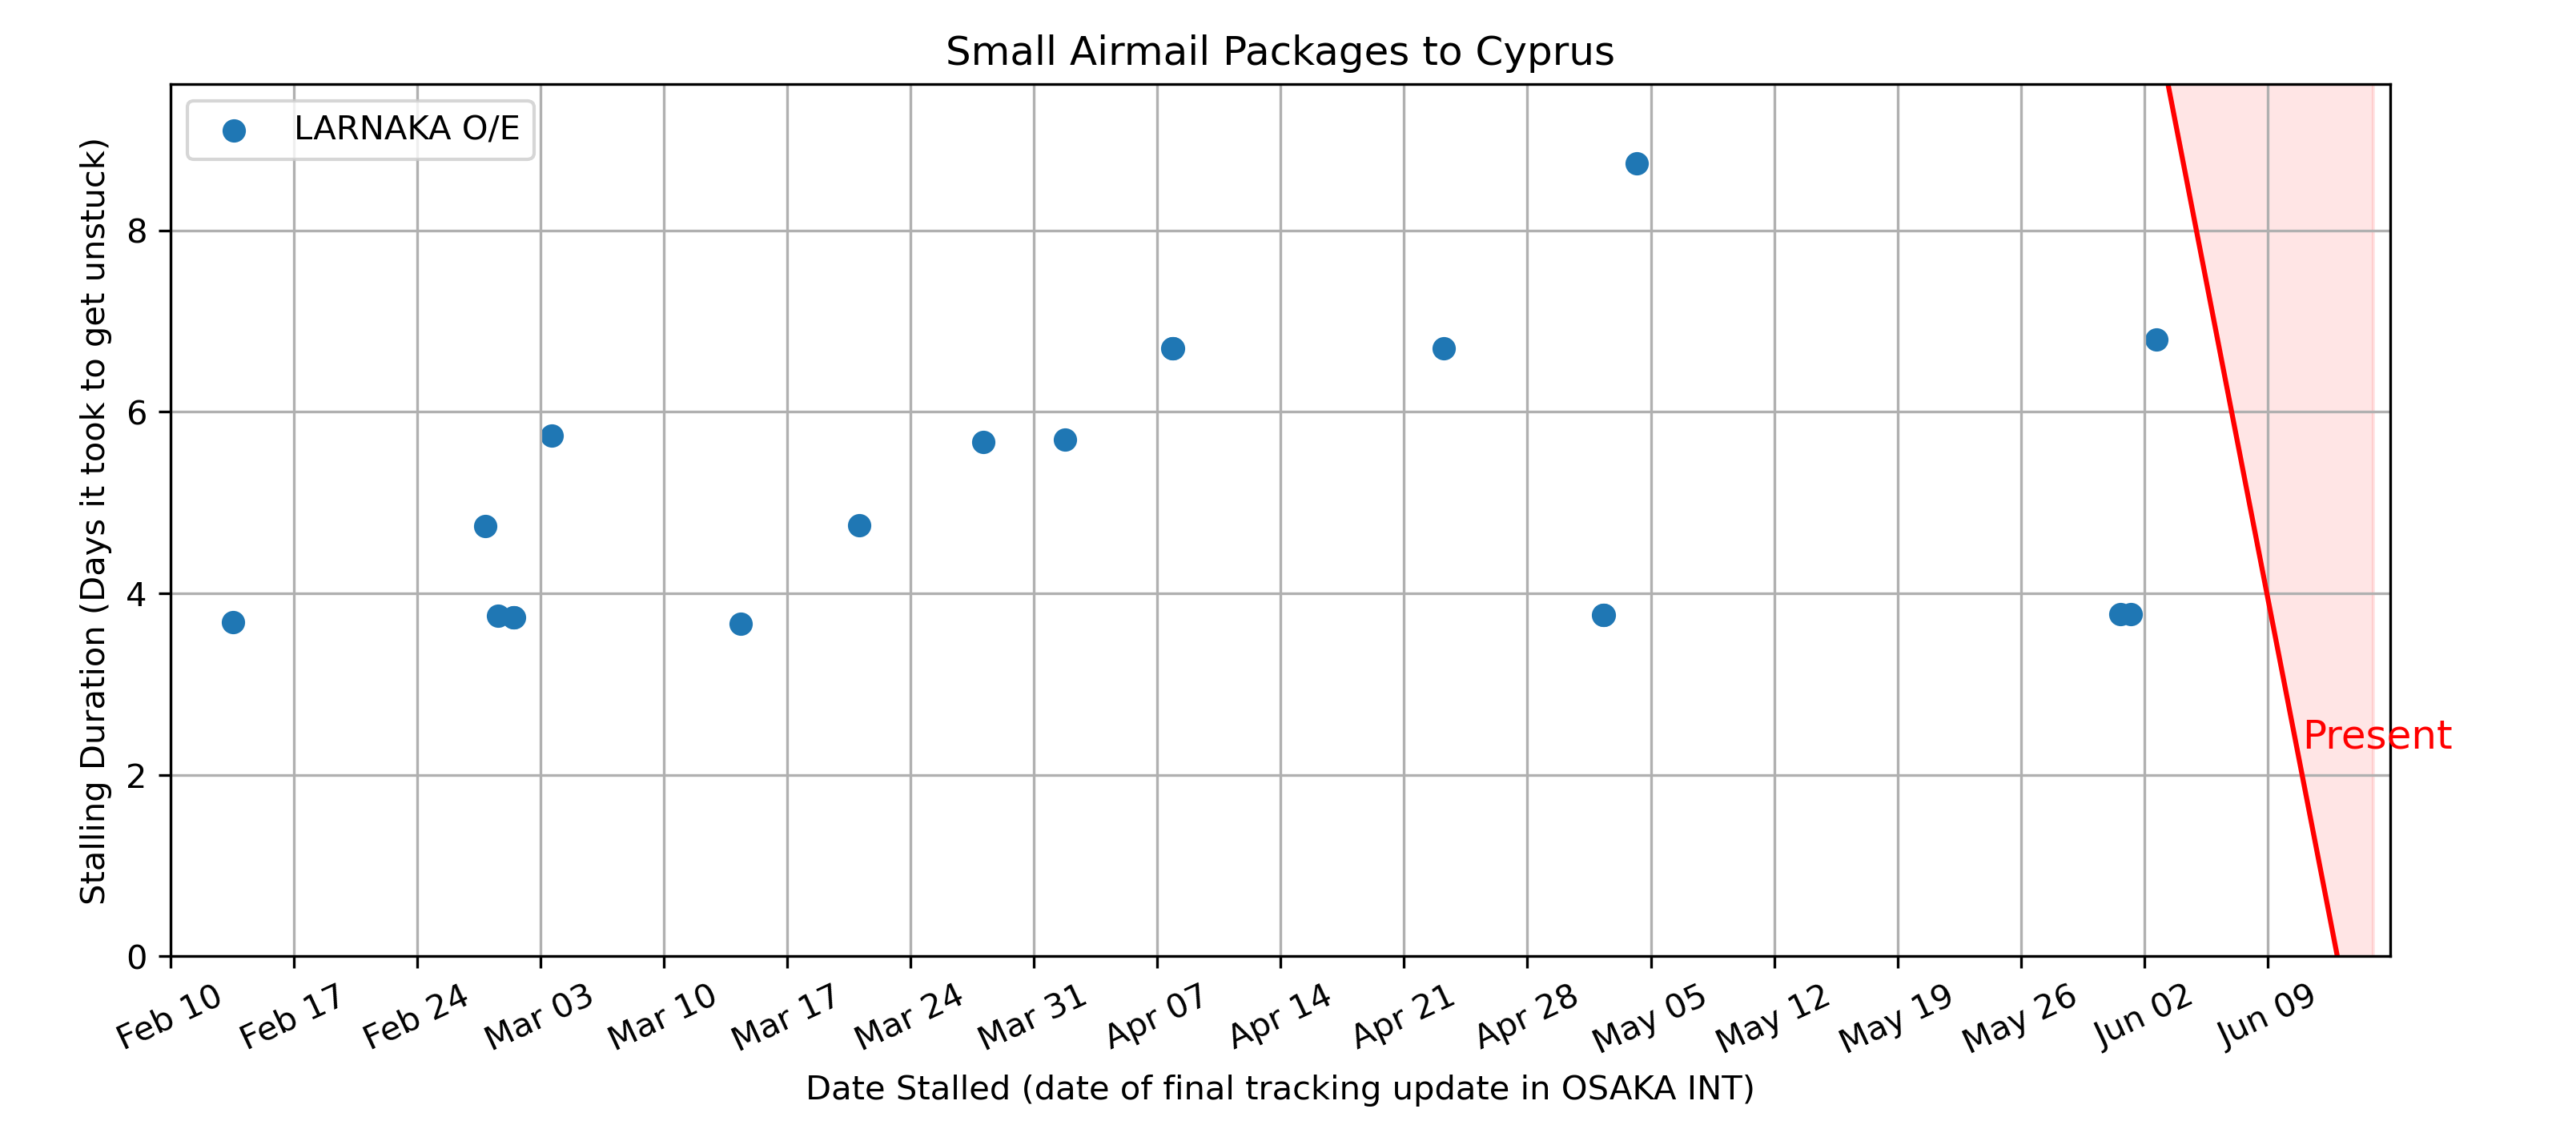 Small Airmail Packages to Cyprus
LARNAKA O/E
Stalling Duration (Days it took to get unstuck)
8
6
4
2
0
Present
Feb 10
Feb 17
Feb 24
Mar 03
Mar 10
Mar 17
Mar 24
Mar 31
Apr 07
Apr 14
Apr 21
Apr 28
May 05
May 12
May 19
May 26
Jun 02
Jun 09
Date Stalled (date of final tracking update in OSAKA INT)